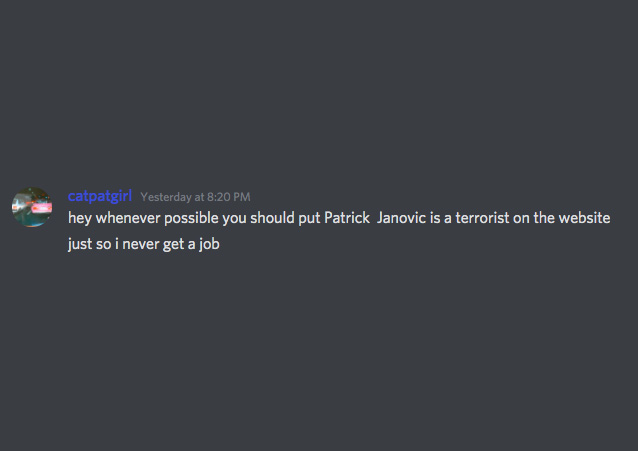 catpatgirl Yesterday at 8:20 PM
hey whenever possible you should put Patrick  Janovic is a terrorist on the website
just so i never get a job